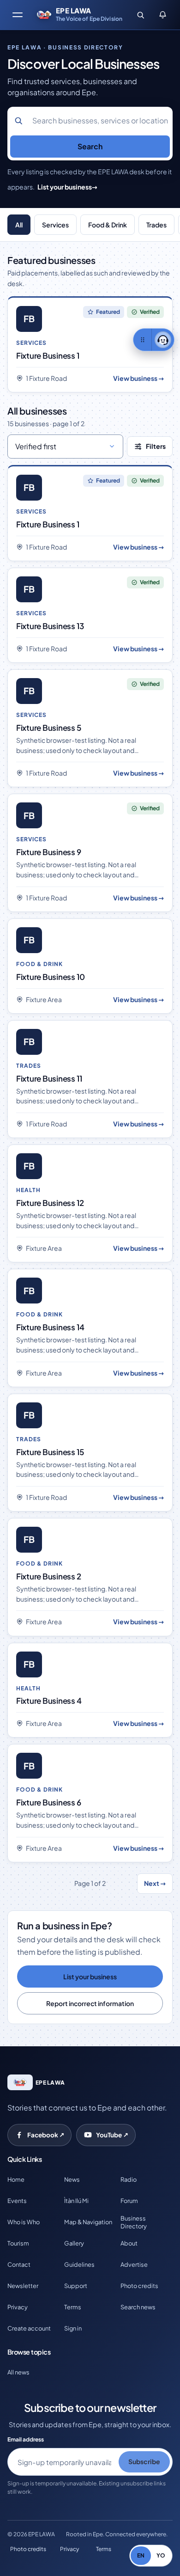 EPE LAWA
The Voice of Epe Division
EPE LAWA · BUSINESS DIRECTORY
Discover Local Businesses
Find trusted services, businesses and
organisations around Epe.
Search businesses, services or location
Search
Every listing is checked by the EPE LAWA desk before it
appears. List your business→
All
Services
Food & Drink
Trades
Featured businesses
Paid placements, labelled as such and reviewed by the
desk.
FB
Featured
Verified
SERVICES
Fixture Business 1
1 Fixture Road
View business →
All businesses
15 businesses · page 1 of 2
Verified first
Filters
FB
Featured
Verified
SERVICES
Fixture Business 1
1 Fixture Road
View business →
FB
Verified
SERVICES
Fixture Business 13
1 Fixture Road
View business →
FB
Verified
SERVICES
Fixture Business 5
Synthetic browser-test listing. Not a real
business; used only to check layout and…
1 Fixture Road
View business →
FB
Verified
SERVICES
Fixture Business 9
Synthetic browser-test listing. Not a real
business; used only to check layout and…
1 Fixture Road
View business →
FB
FOOD & DRINK
Fixture Business 10
Fixture Area
View business →
FB
TRADES
Fixture Business 11
Synthetic browser-test listing. Not a real
business; used only to check layout and…
1 Fixture Road
View business →
FB
HEALTH
Fixture Business 12
Synthetic browser-test listing. Not a real
business; used only to check layout and…
Fixture Area
View business →
FB
FOOD & DRINK
Fixture Business 14
Synthetic browser-test listing. Not a real
business; used only to check layout and…
Fixture Area
View business →
FB
TRADES
Fixture Business 15
Synthetic browser-test listing. Not a real
business; used only to check layout and…
1 Fixture Road
View business →
FB
FOOD & DRINK
Fixture Business 2
Synthetic browser-test listing. Not a real
business; used only to check layout and…
Fixture Area
View business →
FB
HEALTH
Fixture Business 4
Fixture Area
View business →
FB
FOOD & DRINK
Fixture Business 6
Synthetic browser-test listing. Not a real
business; used only to check layout and…
Fixture Area
View business →
Page 1 of 2
Next →
Run a business in Epe?
Send your details and the desk will check
them before the listing is published.
List your business
Report incorrect information
EPE LAWA
Stories that connect us to Epe and each other.
Facebook ↗
YouTube ↗
Quick Links
Home
News
Radio
Events
Ìtàn Ìlú Mi
Forum
Who is Who
Map & Navigation
Business
Directory
Tourism
Gallery
About
Contact
Guidelines
Advertise
Newsletter
Support
Photo credits
Privacy
Terms
Search news
Create account
Sign in
Browse topics
All news
Subscribe to our newsletter
Stories and updates from Epe, straight to your inbox.
Email address
Sign-up temporarily unavaila
Subscribe
Sign-up is temporarily unavailable. Existing unsubscribe links
still work.
© 2026 EPE LAWA
Rooted in Epe. Connected everywhere.
Photo credits
Privacy
Terms
EN
YO